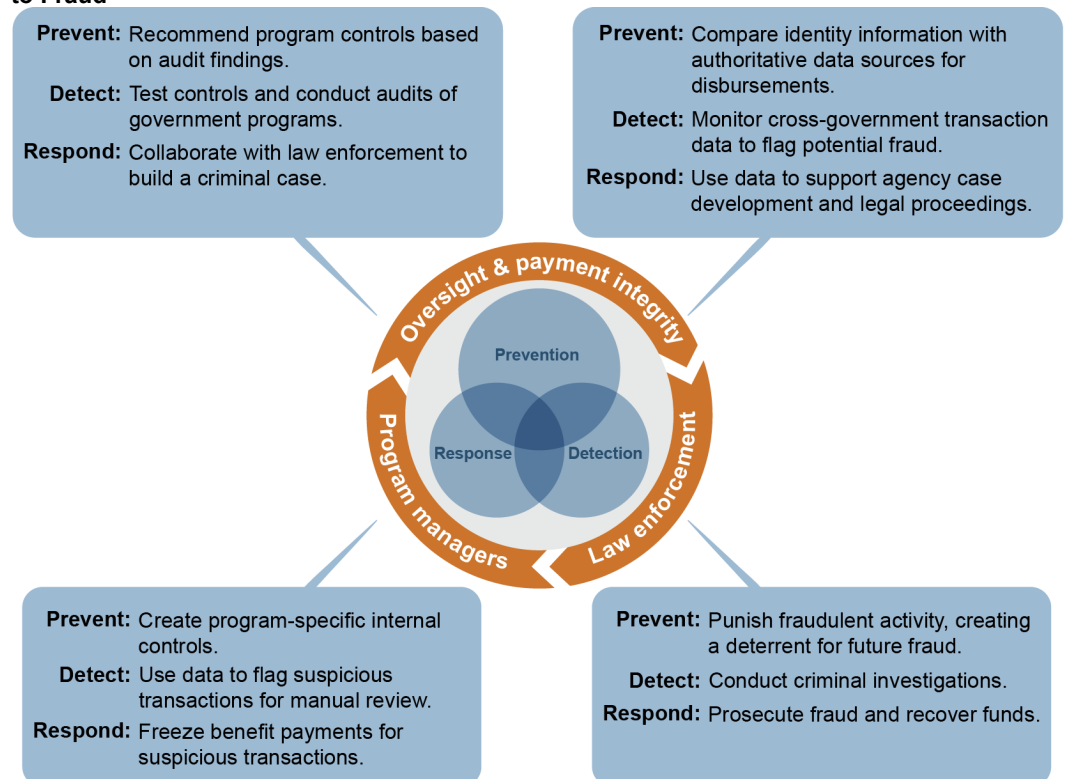 to Fraud
Prevent: Recommend program controls based
on audit findings.
Detect: Test controls and conduct audits of
government programs.
Respond: Collaborate with law enforcement to
build a criminal case.
Prevent: Compare identity information with
authoritative data sources for
disbursements.
Detect: Monitor cross-government transaction
data to flag potential fraud.
Respond: Use data to support agency case
development and legal proceedings.
Oversight & payment integrity
Prevention
Response
Detection
Program managers
Law enforcement
Prevent: Create program-specific internal
controls.
Detect: Use data to flag suspicious
transactions for manual review.
Respond: Freeze benefit payments for
suspicious transactions.
Prevent: Punish fraudulent activity, creating
a deterrent for future fraud.
Detect: Conduct criminal investigations.
Respond: Prosecute fraud and recover funds.